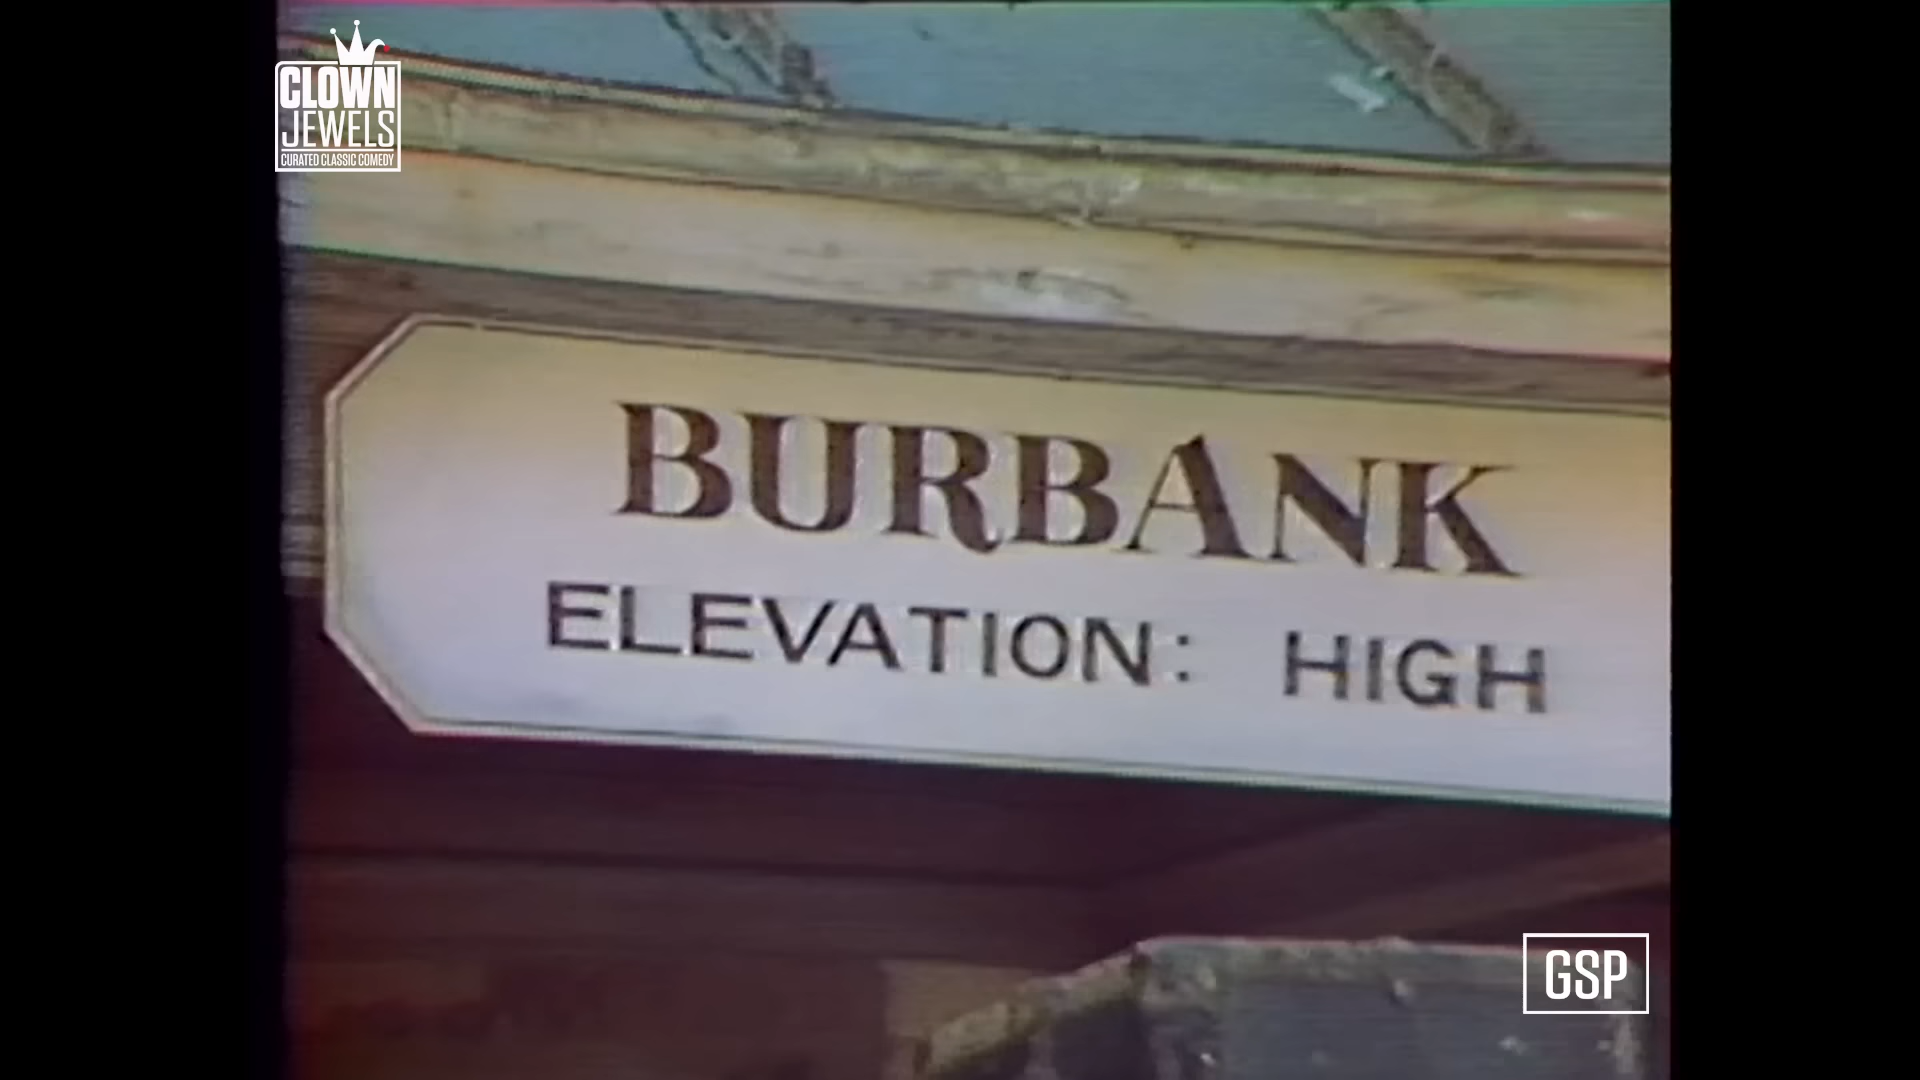 CLOWN
JEWELS
CURATED CLASSIC COMEDY
BURBANK
ELEVATION: HIGH
GSP